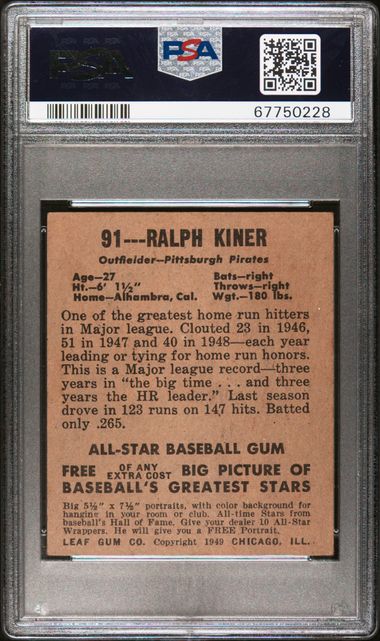 PSA
PSA
67750228
91---RALPH KINER
Outfielder—Pittsburgh Pirates
Age—27 Bats—right
Ht.—6' 1½" Throws—right
Home—Alhambra, Cal. Wgt.—180 lbs.
One of the greatest home run hitters
in Major league. Clouted 23 in 1946,
51 in 1947 and 40 in 1948—each year
leading or tying for home run honors.
This is a Major league record—three
years in "the big time . . . and three
years the HR leader." Last season
drove in 123 runs on 147 hits. Batted
only .265.
ALL-STAR BASEBALL GUM
FREE OF ANY EXTRA COST BIG PICTURE OF
BASEBALL'S GREATEST STARS
Big 5½" x 7½" portraits, with color background for
hanging in your room or club. All-time Stars from
baseball's Hall of Fame. Give your dealer 10 All-Star
Wrappers. He will give you a FREE Portrait.
LEAF GUM CO. Copyright 1949 CHICAGO, ILL.